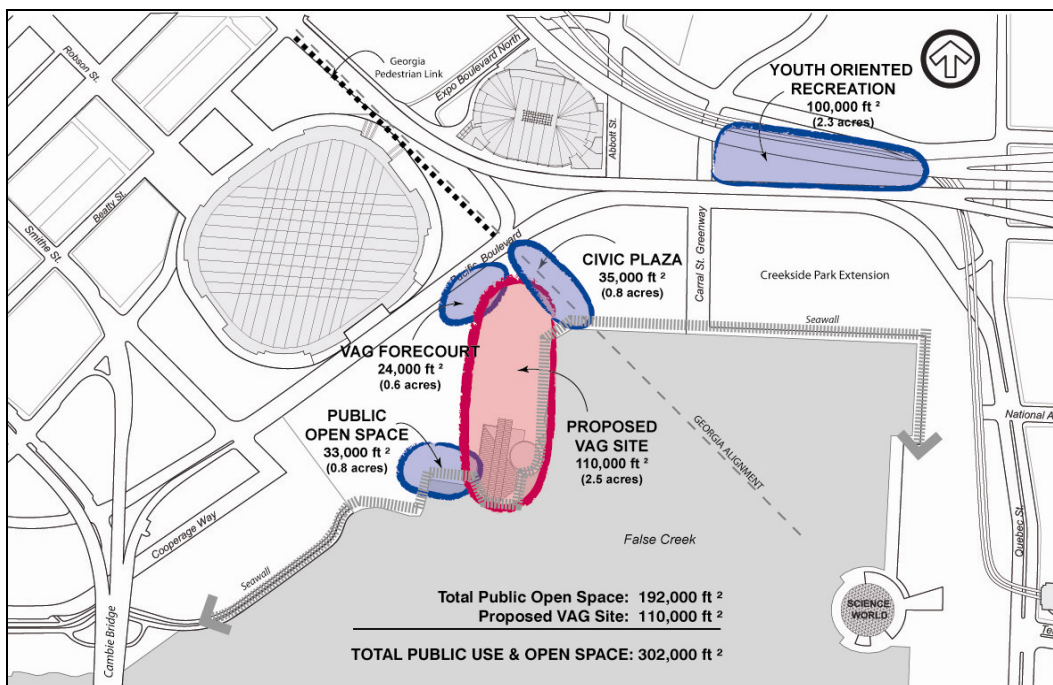 Robson St.
Georgia
Pedestrian Link
Expo Boulevard North
YOUTH ORIENTED
RECREATION
100,000 ft ²
(2.3 acres)
Abbott St.
Beatty St.
Smithe St.
Pacific Boulevard
CIVIC PLAZA
35,000 ft ²
(0.8 acres)
Carral St. Greenway
Creekside Park Extension
Seawall
VAG FORECOURT
24,000 ft ²
(0.6 acres)
PUBLIC
OPEN SPACE
33,000 ft ²
(0.8 acres)
PROPOSED
VAG SITE
110,000 ft ²
(2.5 acres)
GEORGIA ALIGNMENT
National A
Quebec St.
Cooperage Way
Seawall
Cambie Bridge
False Creek
SCIENCE
WORLD
Te
Total Public Open Space: 192,000 ft ²
Proposed VAG Site: 110,000 ft ²
TOTAL PUBLIC USE & OPEN SPACE: 302,000 ft ²